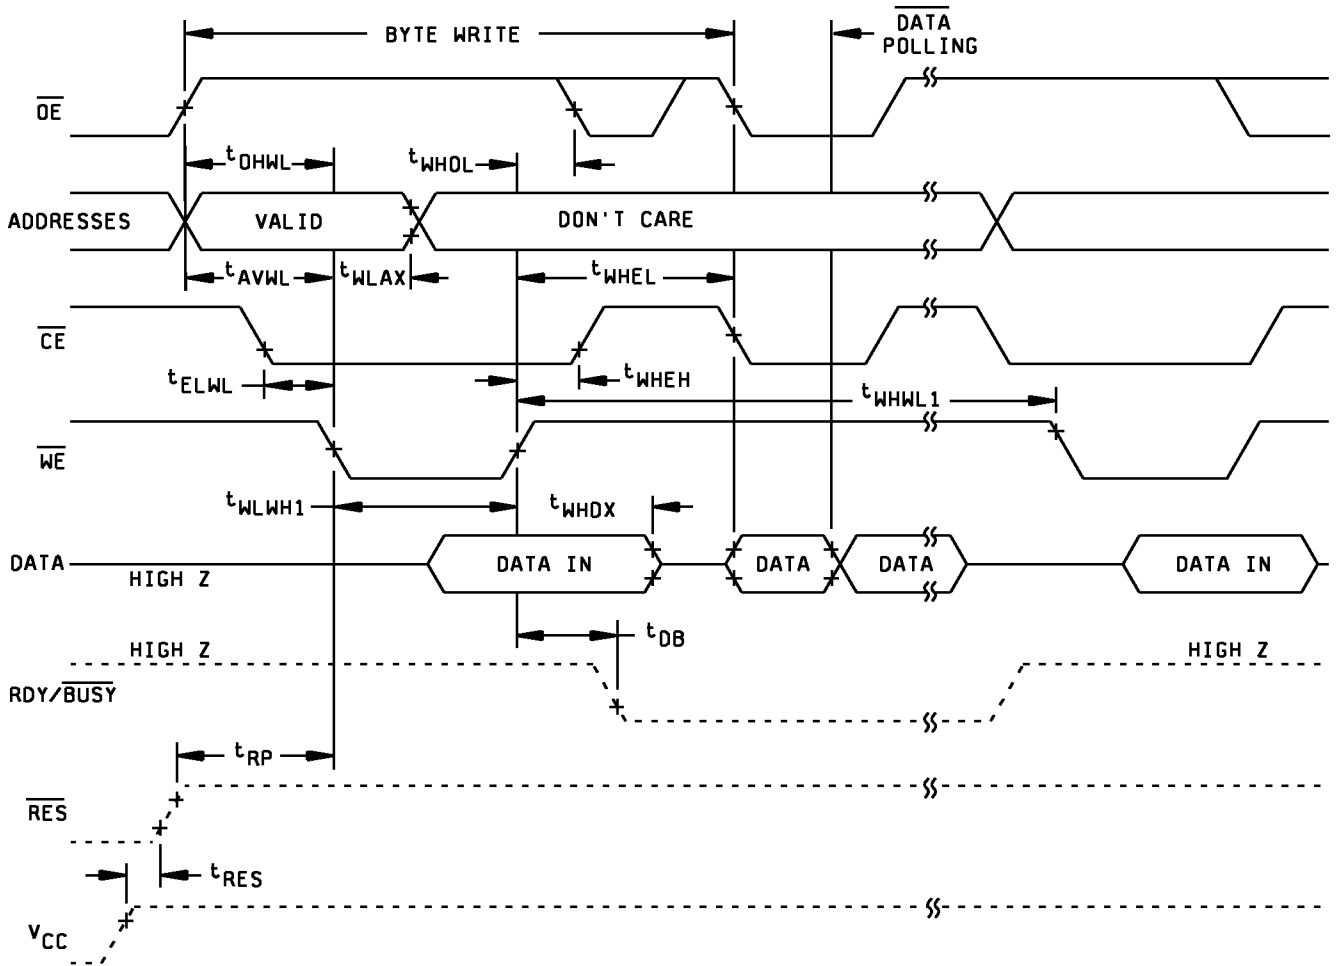 BYTE WRITE
DATA
POLLING
OE
tOHWL
tWHOL
ADDRESSES
VALID
DON'T CARE
tAVWL
tWLAX
tWHEL
CE
tELWL
tWHEH
tWHWL1
WE
tWLWH1
tWHDX
DATA
HIGH Z
DATA IN
DATA
DATA
DATA IN
tDB
HIGH Z
HIGH Z
RDY/BUSY
tRP
RES
tRES
VCC